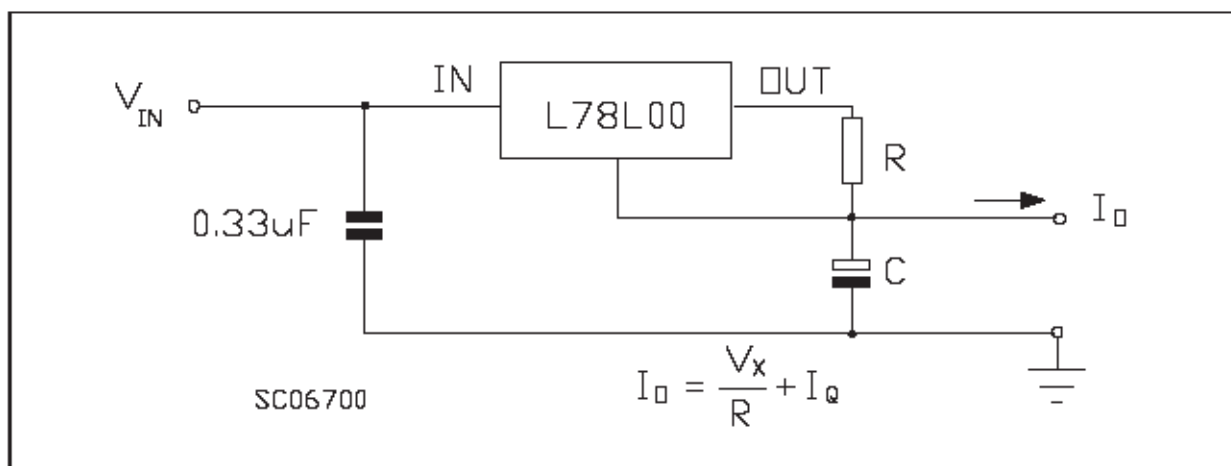 IN
OUT
V_IN
L78L00
R
0.33uF
I_O
C
I_O = V_X / R + I_Q
SC06700